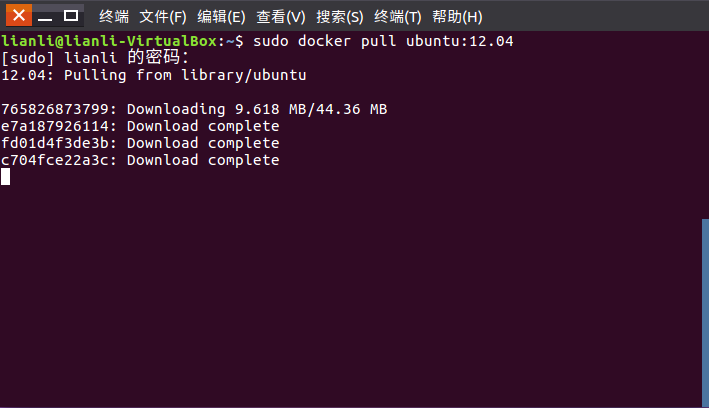 终端 文件(F) 编辑(E) 查看(V) 搜索(S) 终端(T) 帮助(H)
lianli@lianli-VirtualBox:~$ sudo docker pull ubuntu:12.04
[sudo] lianli 的密码：
12.04: Pulling from library/ubuntu
765826873799: Downloading 9.618 MB/44.36 MB
e7a187926114: Download complete
fd01d4f3de3b: Download complete
c704fce22a3c: Download complete